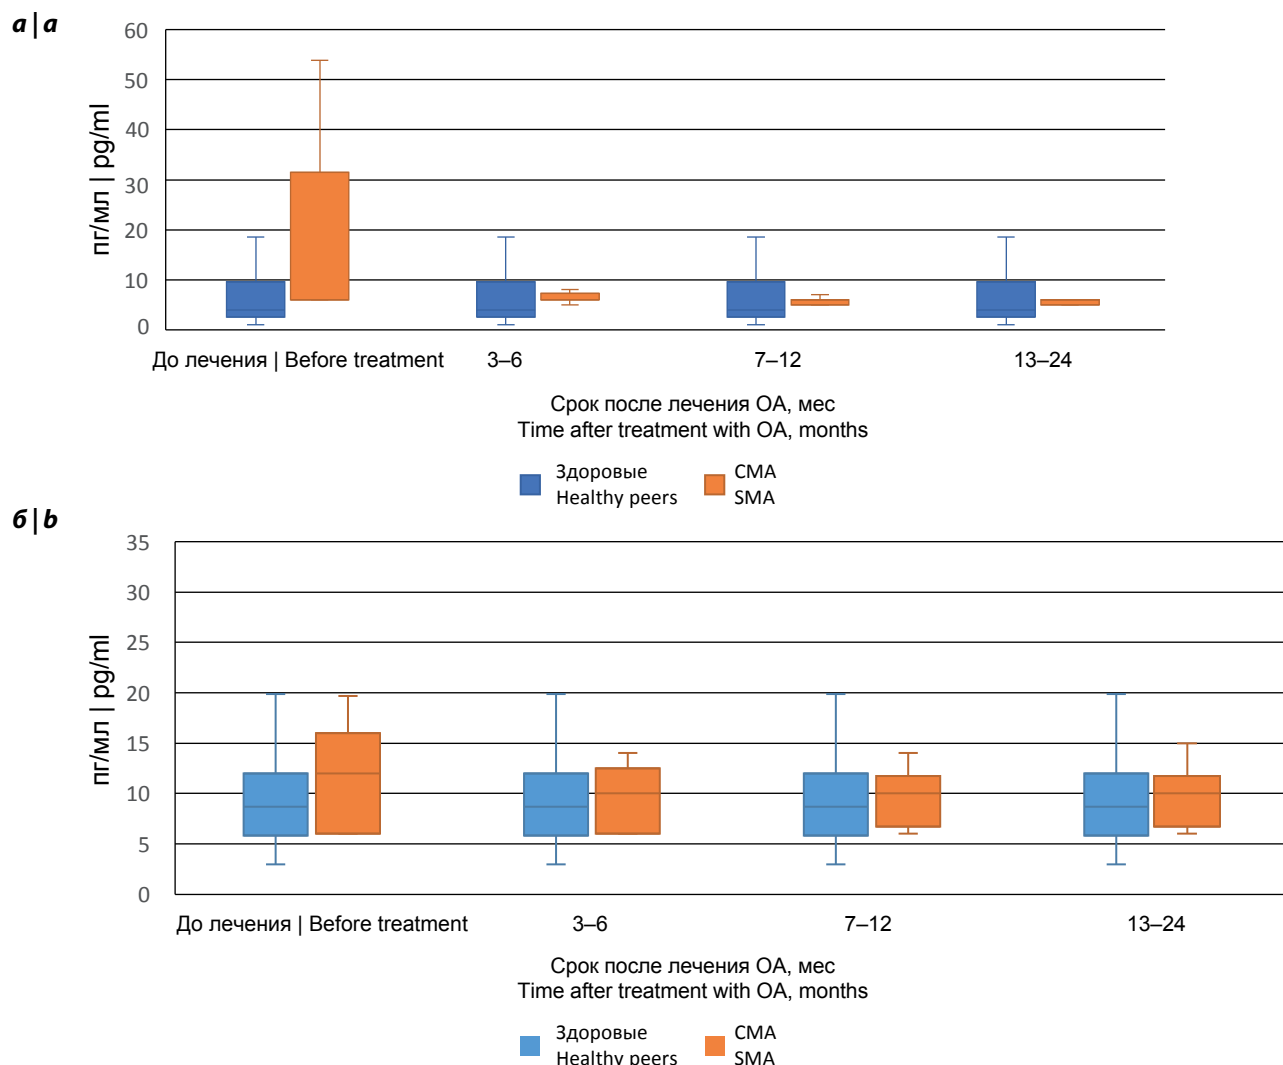 а|a
60
50
40
30
20
10
0
пг/мл | pg/ml
До лечения | Before treatment 3–6 7–12 13–24
Срок после лечения ОА, мес
Time after treatment with OA, months
Здоровые СМА
Healthy peers SMA
б|b
35
30
25
20
15
10
5
0
пг/мл | pg/ml
До лечения | Before treatment 3–6 7–12 13–24
Срок после лечения ОА, мес
Time after treatment with OA, months
Здоровые СМА
Healthy peers SMA